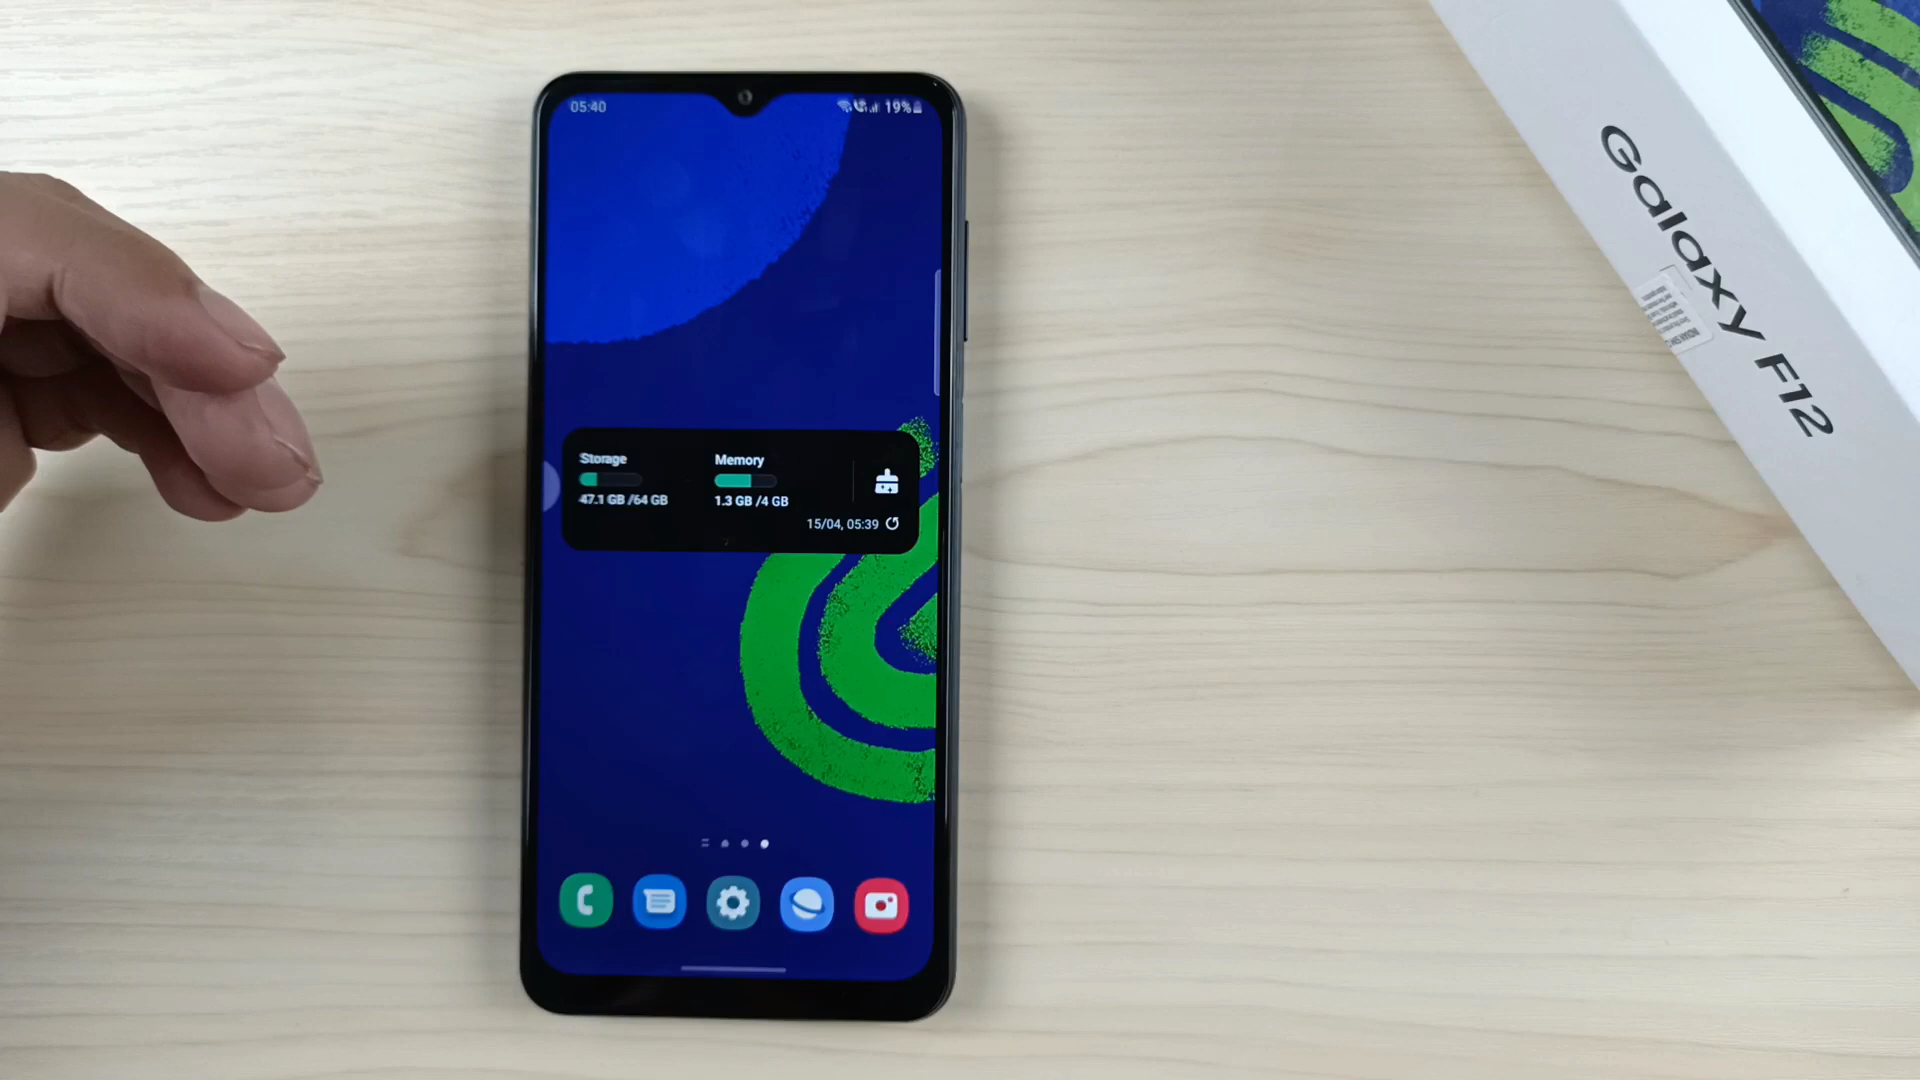 05:40
19%
Storage
47.1 GB /64 GB
Memory
1.3 GB /4 GB
15/04, 05:39
Galaxy F12